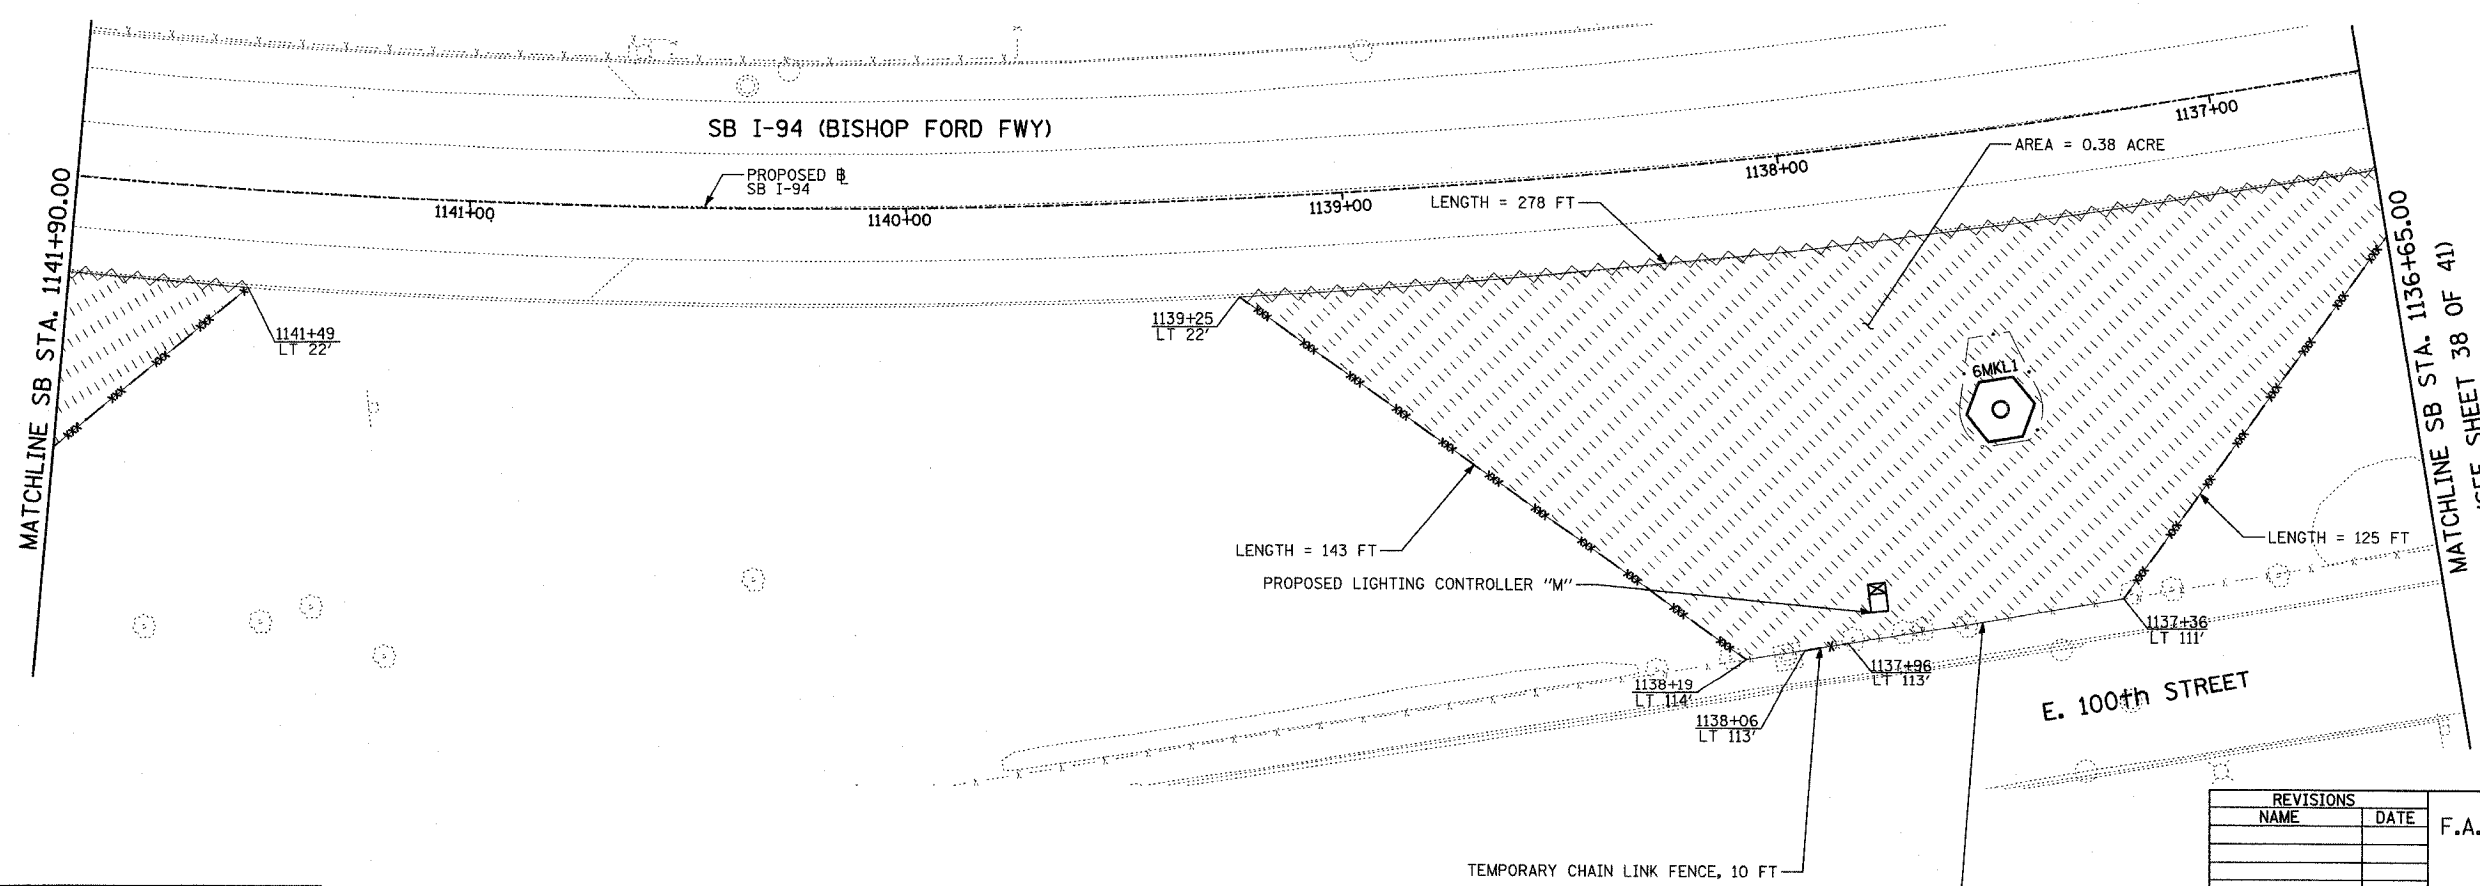 SB I-94 (BISHOP FORD FWY)
PROPOSED B
SB I-94
1141+00
1140+00
1139+00
1138+00
1137+00
LENGTH = 278 FT
AREA = 0.38 ACRE
MATCHLINE SB STA. 1141+90.00
MATCHLINE SB STA. 1136+65.00
SHEET 38 OF 41)
1141+49
LT 22'
1139+25
LT 22'
6MKL1
LENGTH = 143 FT
PROPOSED LIGHTING CONTROLLER "M"
LENGTH = 125 FT
1137+36
LT 111'
1137+96
LT 113'
1138+19
LT 114'
1138+06
LT 113'
E. 100th STREET
TEMPORARY CHAIN LINK FENCE, 10 FT
REVISIONS
NAME DATE
F.A.